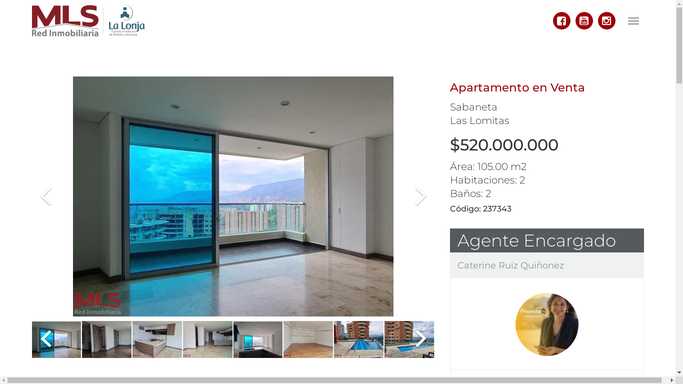 MLS
Red Inmobiliaria
La Lonja
Apartamento en Venta
Sabaneta
Las Lomitas
$520.000.000
Área: 105.00 m2
Habitaciones: 2
Baños: 2
Código: 237343
MLS
Red Inmobiliaria
Agente Encargado
Caterine Ruiz Quiñonez